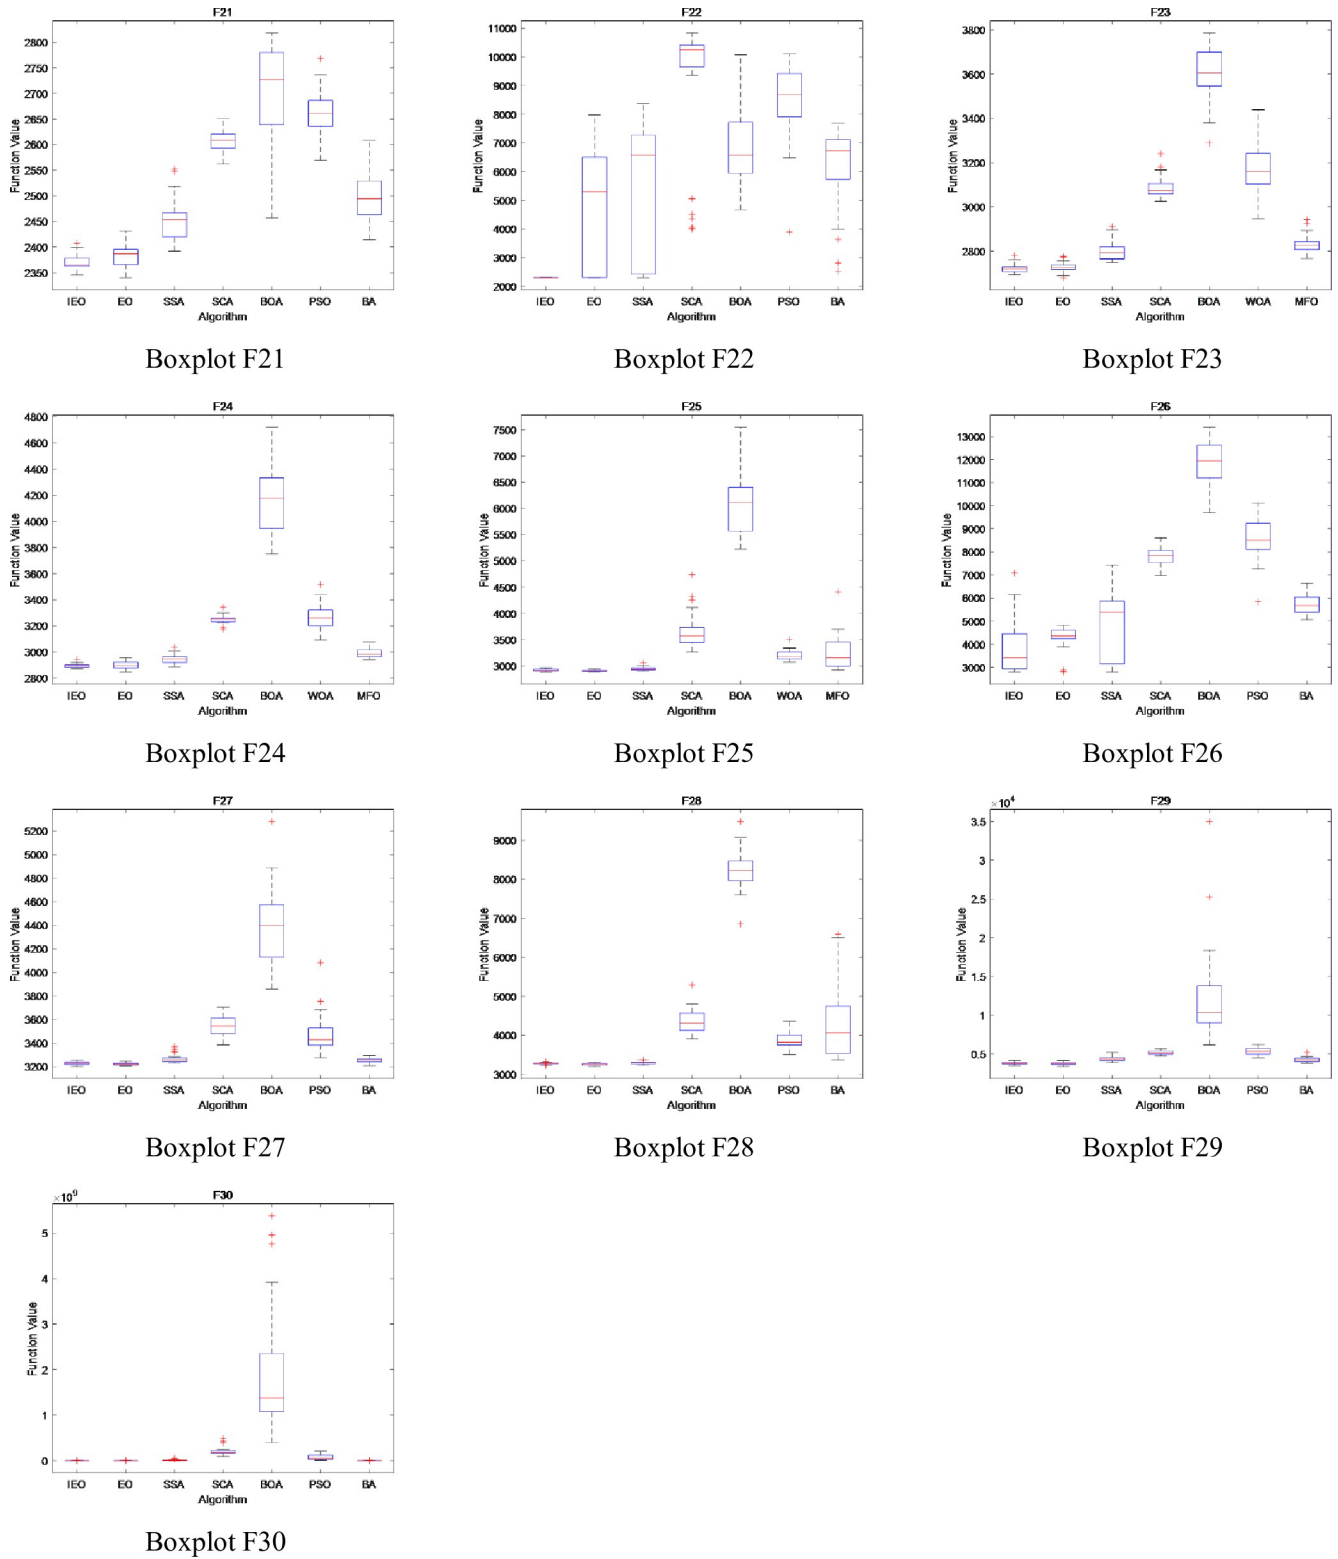 F21
F22
F23
2800
2750
2700
2650
2600
2550
2500
2450
2400
2350
Function Value
IEO EO SSA SCA BOA PSO BA
Algorithm
11000
10000
9000
8000
7000
6000
5000
4000
3000
2000
Function Value
IEO EO SSA SCA BOA PSO BA
Algorithm
3800
3600
3400
3200
3000
2800
Function Value
IEO EO SSA SCA BOA WOA MFO
Algorithm
Boxplot F21
Boxplot F22
Boxplot F23
F24
F25
F26
4800
4600
4400
4200
4000
3800
3600
3400
3200
3000
2800
Function Value
IEO EO SSA SCA BOA WOA MFO
Algorithm
7500
7000
6500
6000
5500
5000
4500
4000
3500
3000
Function Value
IEO EO SSA SCA BOA WOA MFO
Algorithm
13000
12000
11000
10000
9000
8000
7000
6000
5000
4000
3000
Function Value
IEO EO SSA SCA BOA PSO BA
Algorithm
Boxplot F24
Boxplot F25
Boxplot F26
F27
F28
F29
5200
5000
4800
4600
4400
4200
4000
3800
3600
3400
3200
Function Value
IEO EO SSA SCA BOA PSO BA
Algorithm
9000
8000
7000
6000
5000
4000
3000
Function Value
IEO EO SSA SCA BOA PSO BA
Algorithm
×10⁴
3.5
3
2.5
2
1.5
1
0.5
Function Value
IEO EO SSA SCA BOA PSO BA
Algorithm
Boxplot F27
Boxplot F28
Boxplot F29
F30
×10⁹
5
4
3
2
1
0
Function Value
IEO EO SSA SCA BOA PSO BA
Algorithm
Boxplot F30